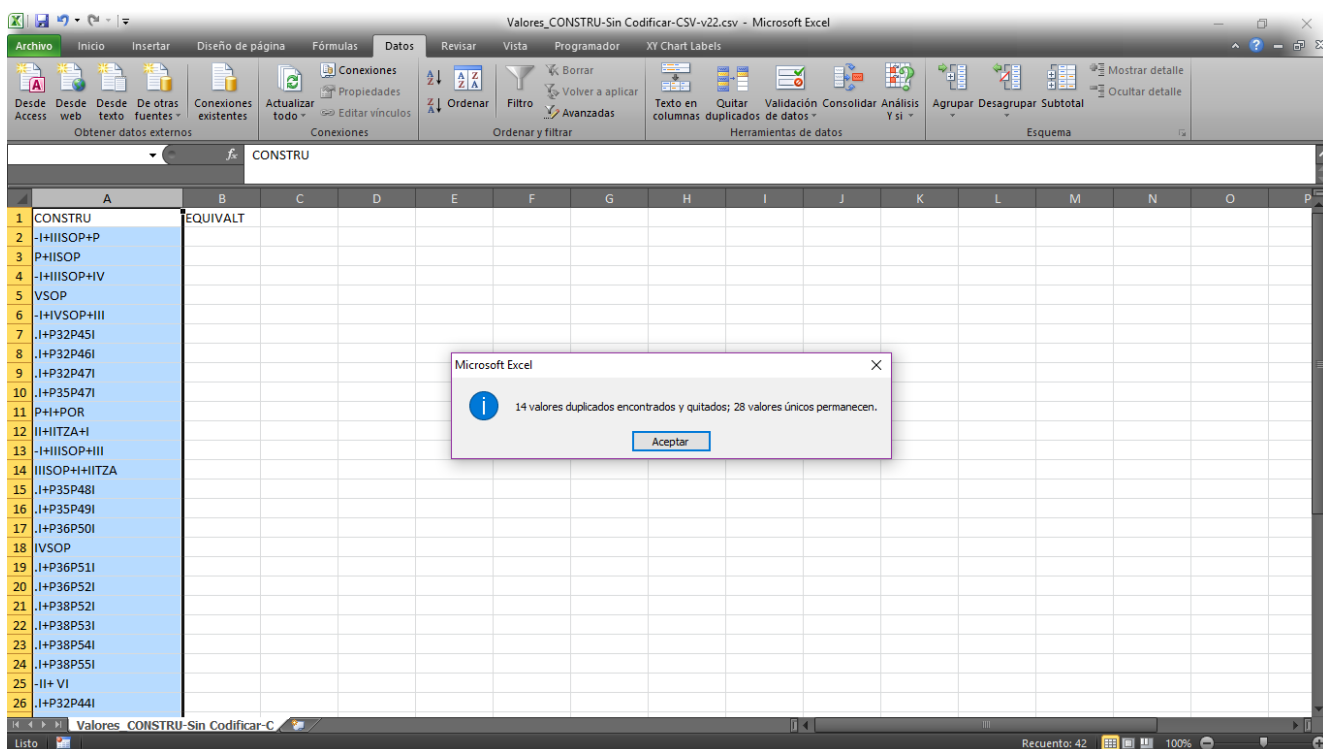 Valores_CONSTRU-Sin Codificar-CSV-v22.csv - Microsoft Excel
Archivo Inicio Insertar Diseño de página Fórmulas Datos Revisar Vista Programador XY Chart Labels
Desde Access Desde web Desde texto De otras fuentes Conexiones existentes Actualizar todo Conexiones Propiedades Editar vínculos Ordenar Filtro Borrar Volver a aplicar Avanzadas Texto en columnas Quitar duplicados Validación de datos Consolidar Análisis Y si Agrupar Desagrupar Subtotal Mostrar detalle Ocultar detalle
Obtener datos externos Conexiones Ordenar y filtrar Herramientas de datos Esquema
fx CONSTRU
A B C D E F G H I J K L M N O P
1 CONSTRU EQUIVALT
2 -I+IIISOP+P
3 P+IISOP
4 -I+IIISOP+IV
5 VSOP
6 -I+IVSOP+III
7 .I+P32P45I
8 .I+P32P46I
9 .I+P32P47I
10 .I+P35P47I
11 P+I+POR
12 II+IITZA+I
13 -I+IIISOP+III
14 IIISOP+I+IITZA
15 .I+P35P48I
16 .I+P35P49I
17 .I+P36P50I
18 IVSOP
19 .I+P36P51I
20 .I+P36P52I
21 .I+P38P52I
22 .I+P38P53I
23 .I+P38P54I
24 .I+P38P55I
25 -II+ VI
26 .I+P32P44I
Microsoft Excel
14 valores duplicados encontrados y quitados; 28 valores únicos permanecen.
Aceptar
Valores_CONSTRU-Sin Codificar-C
Listo Recuento: 42 100%